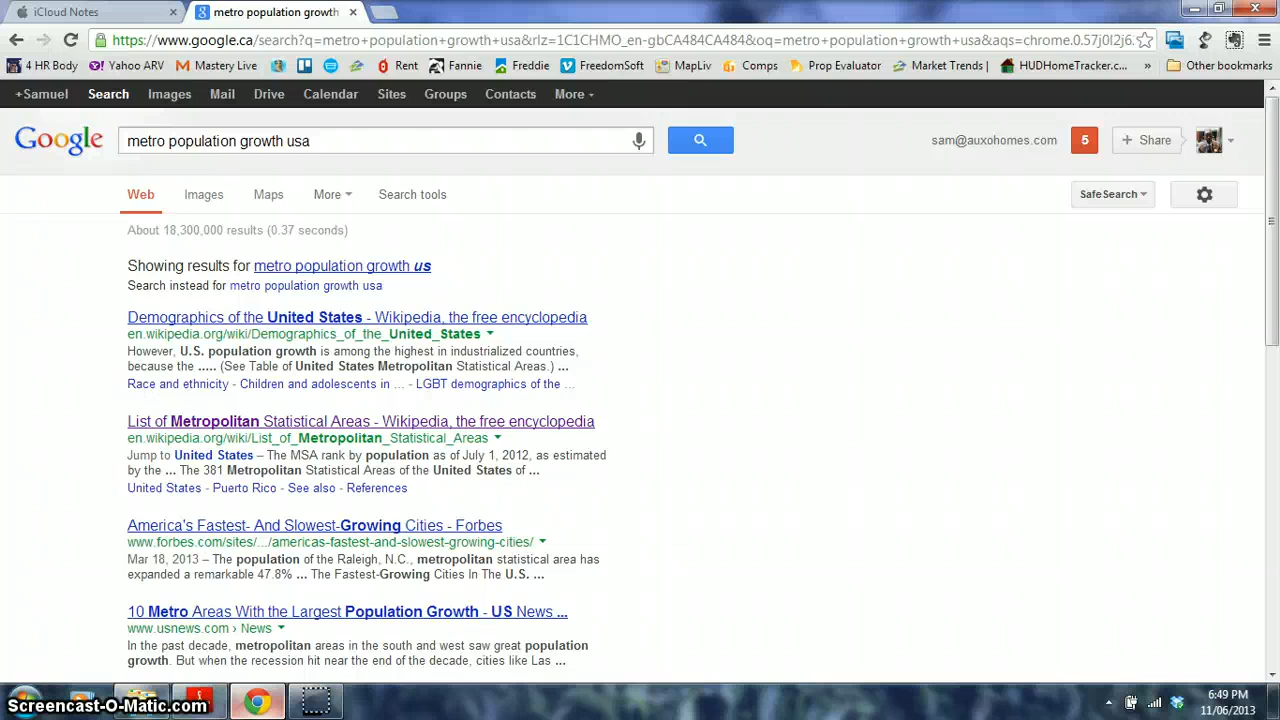 iCloud Notes
metro population growth
https://www.google.ca/search?q=metro+population+growth+usa&rlz=1C1CHMO_en-gbCA484CA484&oq=metro+population+growth+usa&aqs=chrome.0.57j0l2j6.
4 HR Body Yahoo ARV Mastery Live Rent Fannie Freddie FreedomSoft MapLiv Comps Prop Evaluator Market Trends | HUDHomeTracker.c... » Other bookmarks
+Samuel Search Images Mail Drive Calendar Sites Groups Contacts More
Google metro population growth usa sam@auxohomes.com 5 + Share
Web Images Maps More Search tools SafeSearch
About 18,300,000 results (0.37 seconds)
Showing results for metro population growth us
Search instead for metro population growth usa
Demographics of the United States - Wikipedia, the free encyclopedia
en.wikipedia.org/wiki/Demographics_of_the_United_States
However, U.S. population growth is among the highest in industrialized countries,
because the ..... (See Table of United States Metropolitan Statistical Areas.) ...
Race and ethnicity - Children and adolescents in ... - LGBT demographics of the ...
List of Metropolitan Statistical Areas - Wikipedia, the free encyclopedia
en.wikipedia.org/wiki/List_of_Metropolitan_Statistical_Areas
Jump to United States – The MSA rank by population as of July 1, 2012, as estimated
by the ... The 381 Metropolitan Statistical Areas of the United States of ...
United States - Puerto Rico - See also - References
America's Fastest- And Slowest-Growing Cities - Forbes
www.forbes.com/sites/.../americas-fastest-and-slowest-growing-cities/
Mar 18, 2013 – The population of the Raleigh, N.C., metropolitan statistical area has
expanded a remarkable 47.8% ... The Fastest-Growing Cities In The U.S. ...
10 Metro Areas With the Largest Population Growth - US News ...
www.usnews.com › News
In the past decade, metropolitan areas in the south and west saw great population
growth. But when the recession hit near the end of the decade, cities like Las ...
Screencast-O-Matic.com
6:49 PM
11/06/2013